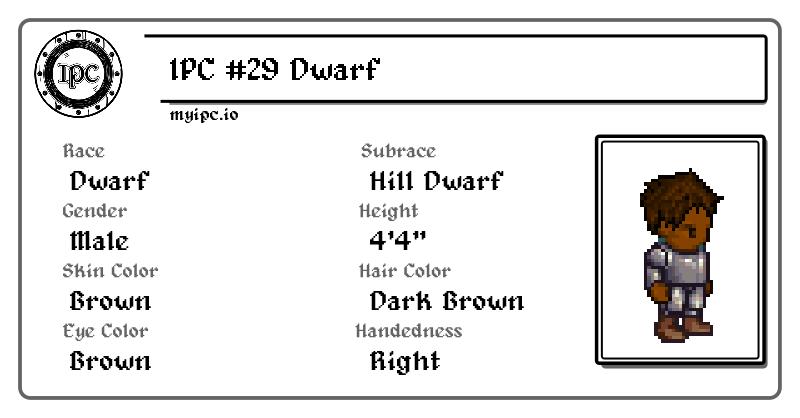 IPC
IPC #29 Dwarf
myipc.io
Race
Subrace
Dwarf
Hill Dwarf
Gender
Height
Male
4'4"
Skin Color
Hair Color
Brown
Dark Brown
Eye Color
Handedness
Brown
Right